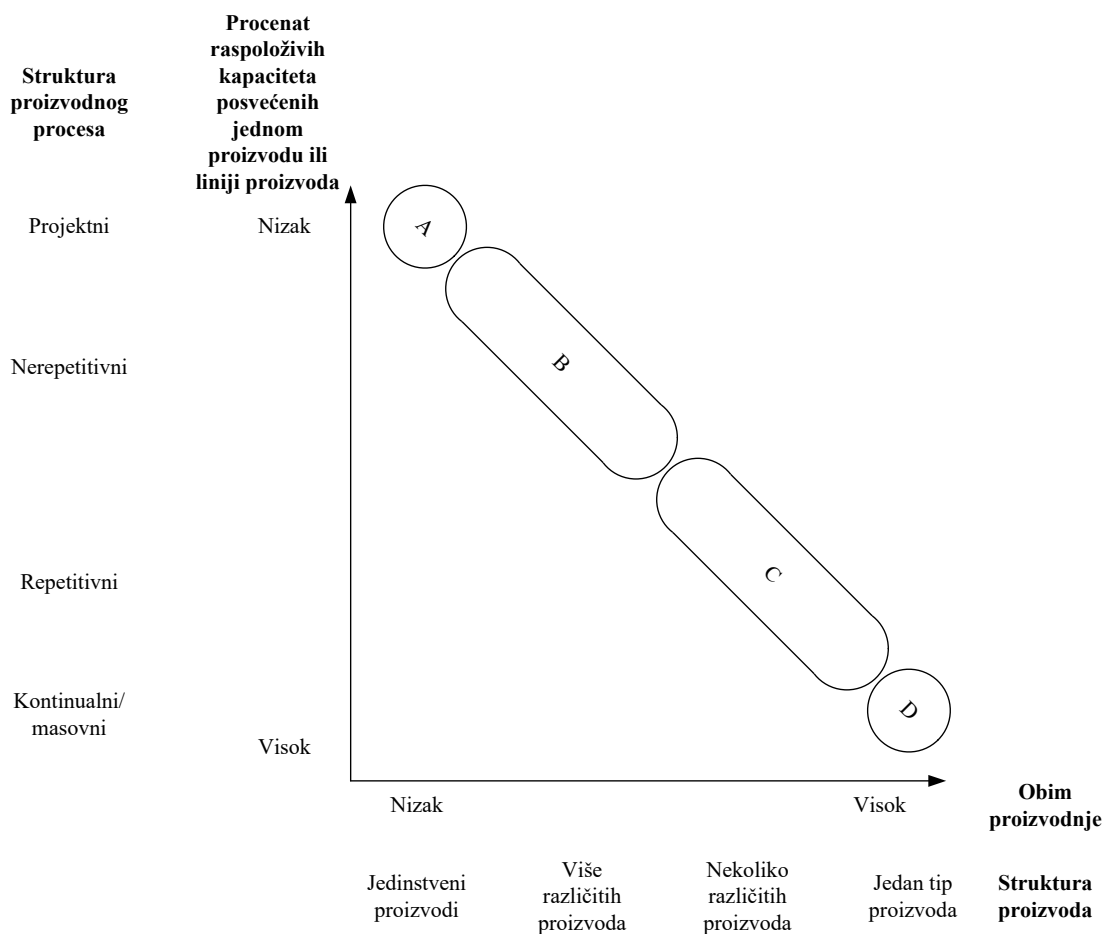 Struktura
proizvodnog
procesa
Procenat
raspoloživih
kapaciteta
posvećenih
jednom
proizvodu ili
liniji proizvoda
Projektni
Nizak
A
Nerepetitivni
B
Repetitivni
C
Kontinualni/
masovni
D
Visok
Nizak
Visok
Obim
proizvodnje
Jedinstveni
proizvodi
Više
različitih
proizvoda
Nekoliko
različitih
proizvoda
Jedan tip
proizvoda
Struktura
proizvoda